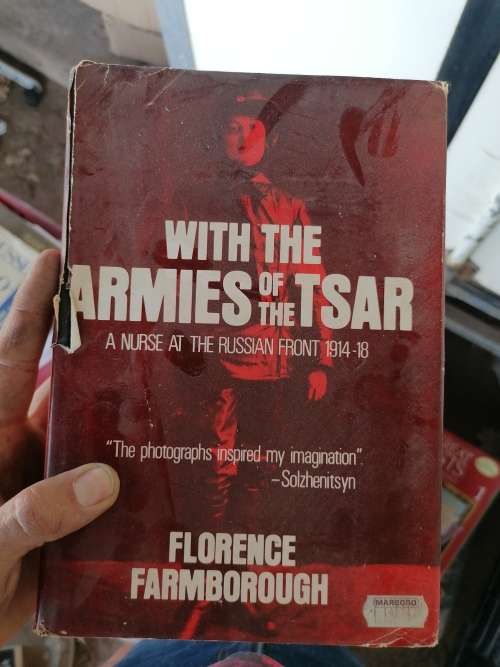 WITH THE
ARMIES OF THE TSAR
A NURSE AT THE RUSSIAN FRONT 1914-18
"The photographs inspired my imagination".
–Solzhenitsyn
FLORENCE
FARMBOROUGH
MARBORO